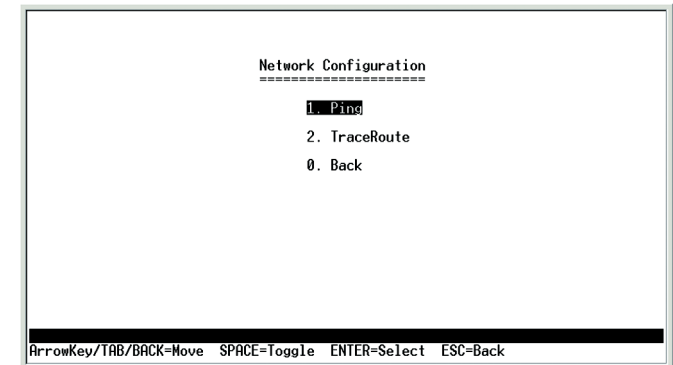 Network Configuration
=====================
1. Ping
2. TraceRoute
0. Back
ArrowKey/TAB/BACK=Move SPACE=Toggle ENTER=Select ESC=Back